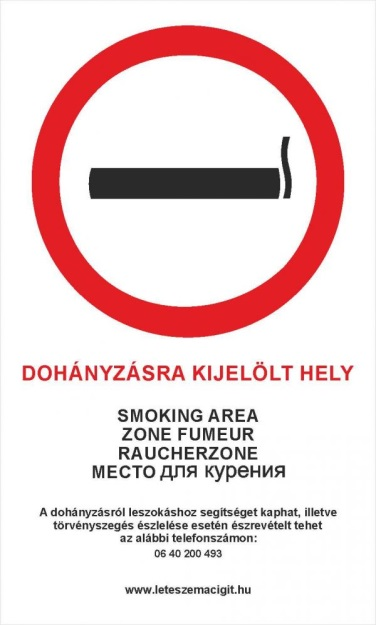 DOHÁNYZÁSRA KIJELÖLT HELY
SMOKING AREA
ZONE FUMEUR
RAUCHERZONE
МЕСТО для курения
A dohányzásról leszokáshoz segitséget kaphat, illetve
törvényszegés észlelése esetén észrevételt tehet
az alábbi telefonszámon:
06 40 200 493
www.leteszemacigit.hu